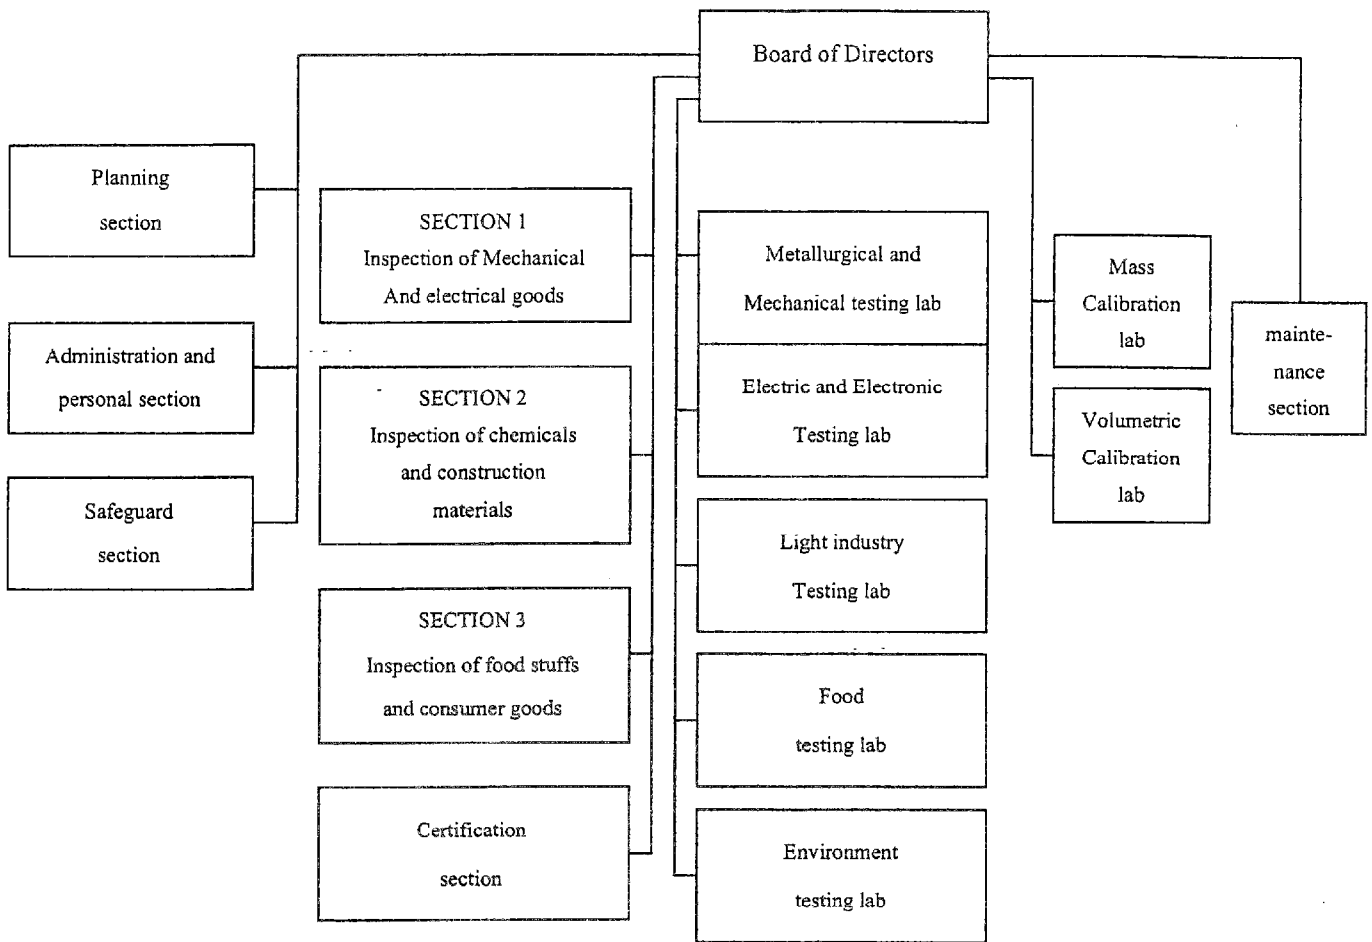 Board of Directors
Planning
section
Administration and
personal section
Safeguard
section
SECTION 1
Inspection of Mechanical
And electrical goods
SECTION 2
Inspection of chemicals
and construction
materials
SECTION 3
Inspection of food stuffs
and consumer goods
Certification
section
Metallurgical and
Mechanical testing lab
Electric and Electronic
Testing lab
Light industry
Testing lab
Food
testing lab
Environment
testing lab
Mass
Calibration
lab
Volumetric
Calibration
lab
mainte-
nance
section